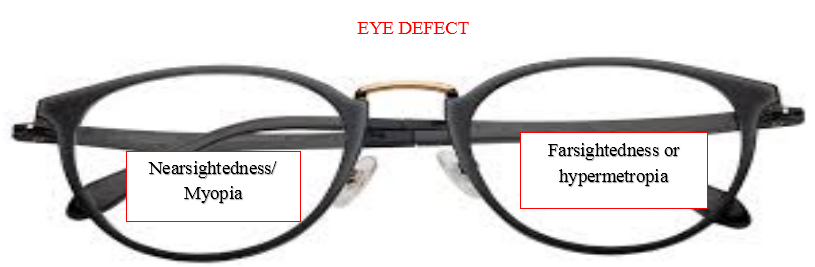 EYE DEFECT
Nearsightedness/
Myopia
Farsightedness or
hypermetropia